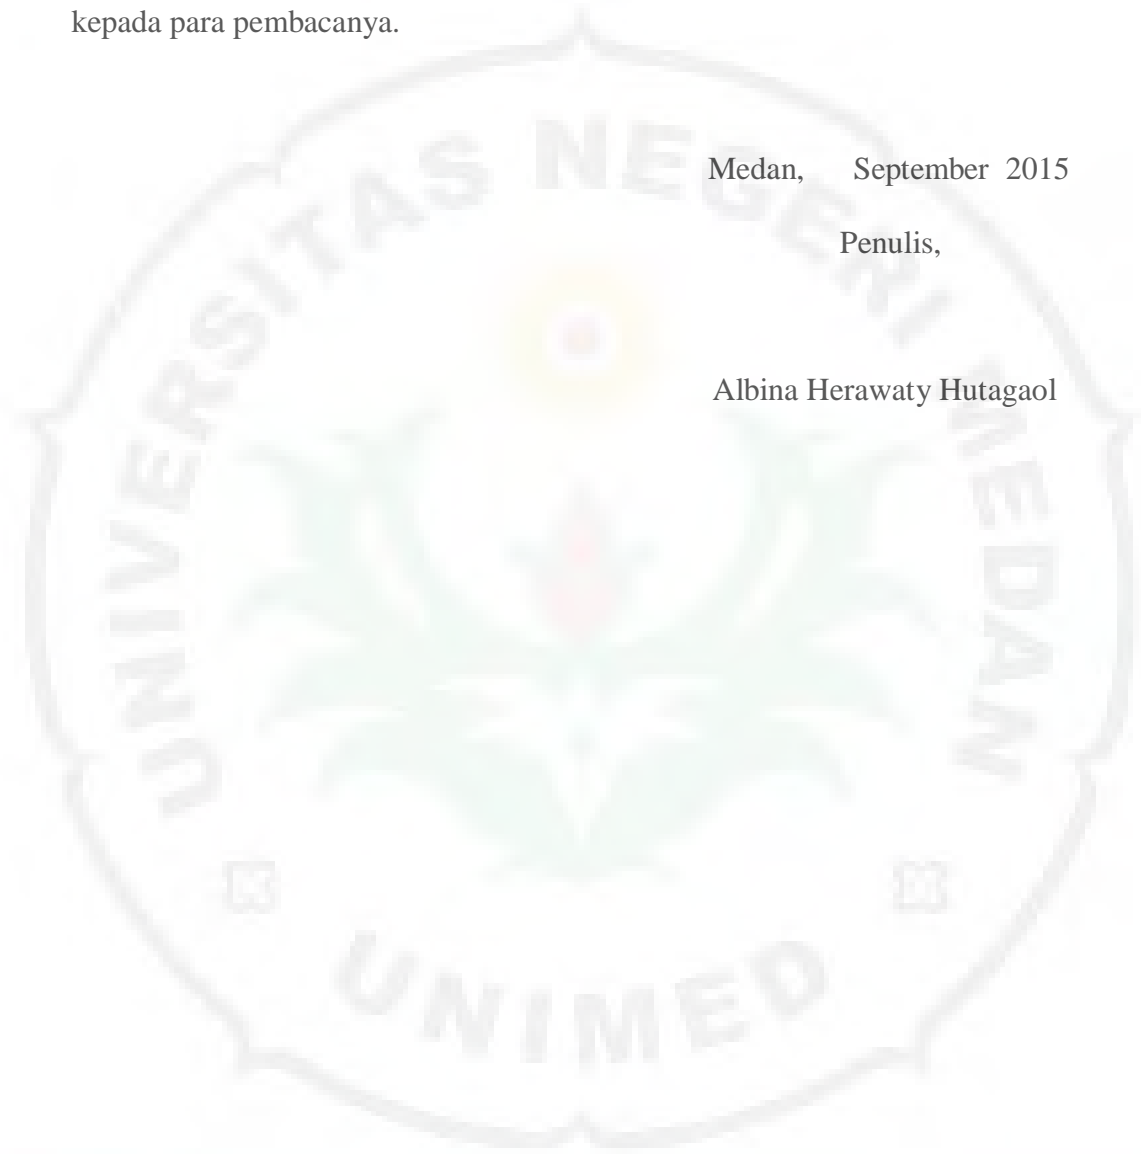 kepada para pembacanya.
Medan, September 2015
Penulis,
Albina Herawaty Hutagaol
UNIVERSITAS NEGERI MEDAN
UNIMED